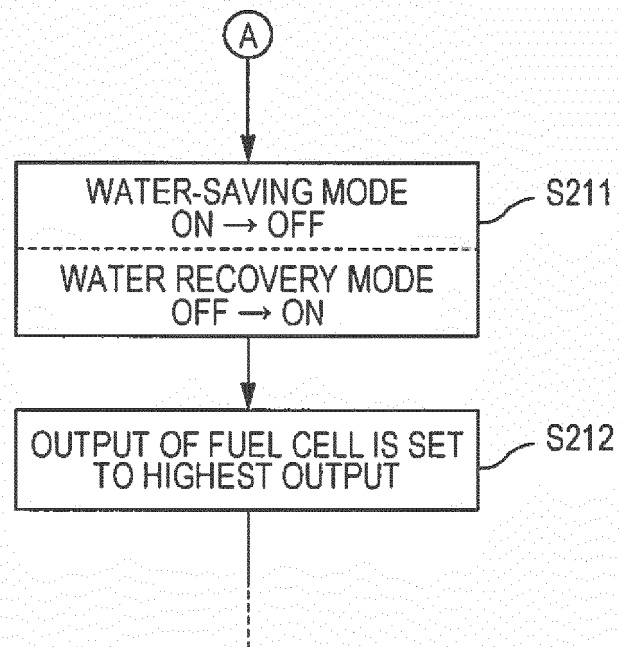 A
WATER-SAVING MODE
ON → OFF
S211
WATER RECOVERY MODE
OFF → ON
OUTPUT OF FUEL CELL IS SET
TO HIGHEST OUTPUT
S212